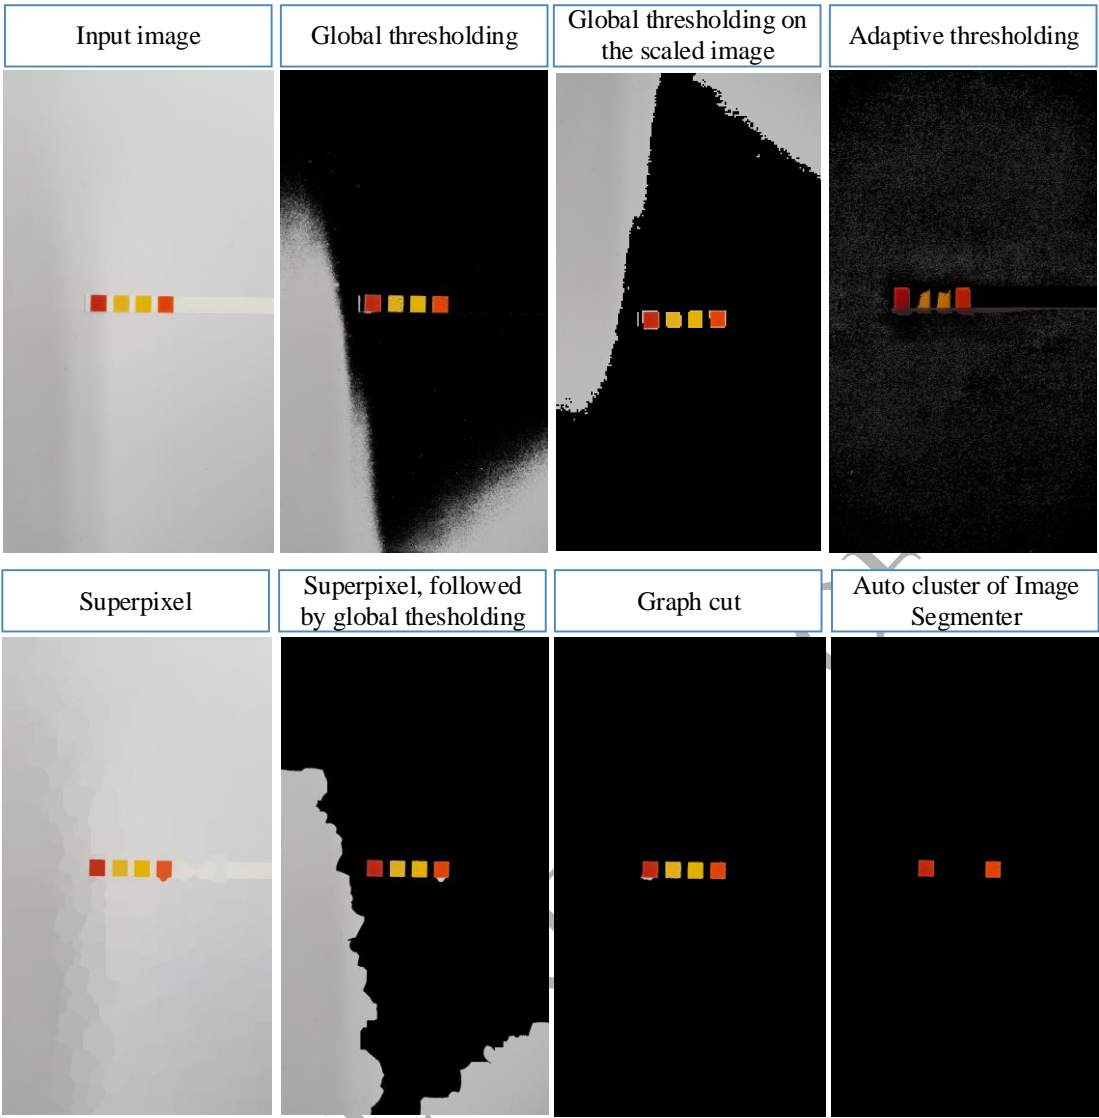 Input image
Global thresholding
Global thresholding on
the scaled image
Adaptive thresholding
Superpixel
Superpixel, followed
by global thesholding
Graph cut
Auto cluster of Image
Segmenter